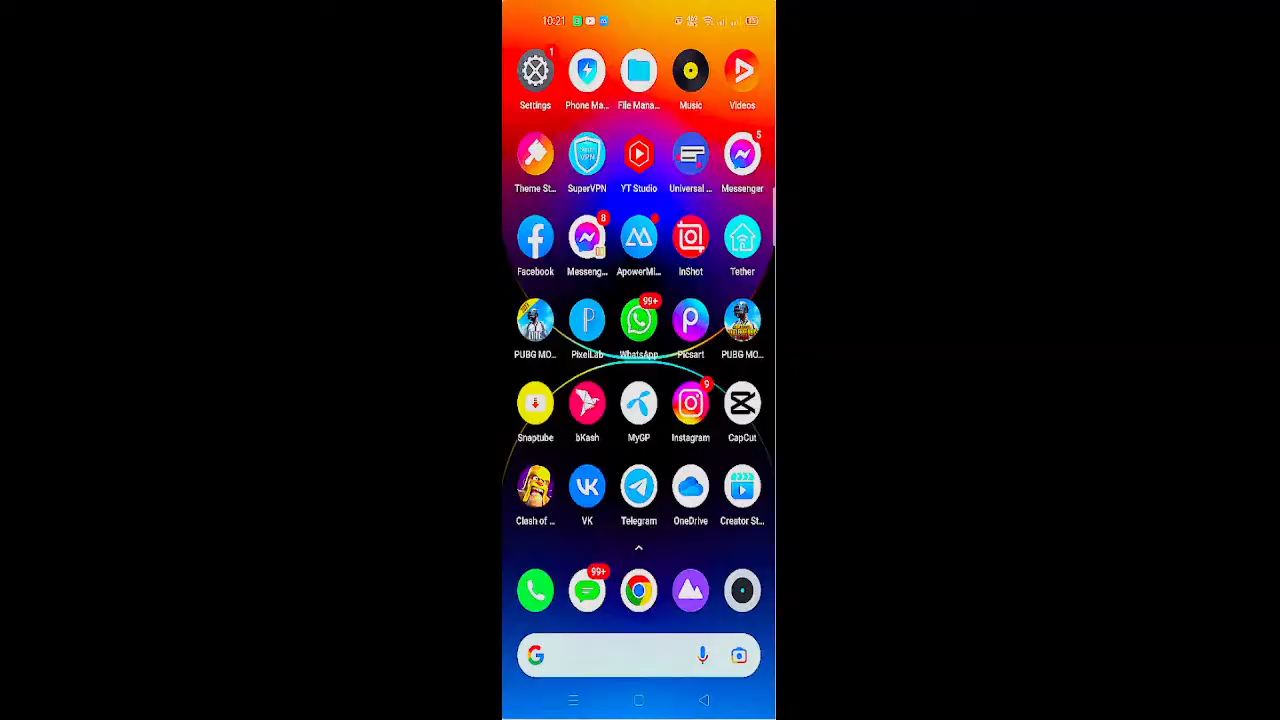 10:21
1
Settings Phone Ma... File Mana... Music Videos
5
Theme St... SuperVPN YT Studio Universal ... Messenger
8
Facebook Messeng... ApowerMi... InShot Tether
99+
PUBG MO... PixelLab WhatsApp Picsart PUBG MO...
9
Snaptube bKash MyGP Instagram CapCut
Clash of ... VK Telegram OneDrive Creator St...
99+